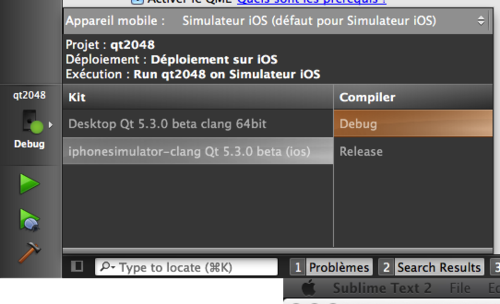 Activer le QML Quels sont les prérequis ?
Appareil mobile : Simulateur iOS (défaut pour Simulateur iOS)
Projet : qt2048
Déploiement : Déploiement sur iOS
Exécution : Run qt2048 on Simulateur iOS
qt2048
Debug
Kit Compiler
Desktop Qt 5.3.0 beta clang 64bit Debug
iphonesimulator-clang Qt 5.3.0 beta (ios) Release
Type to locate (⌘K) 1 Problèmes 2 Search Results 3
Sublime Text 2 File